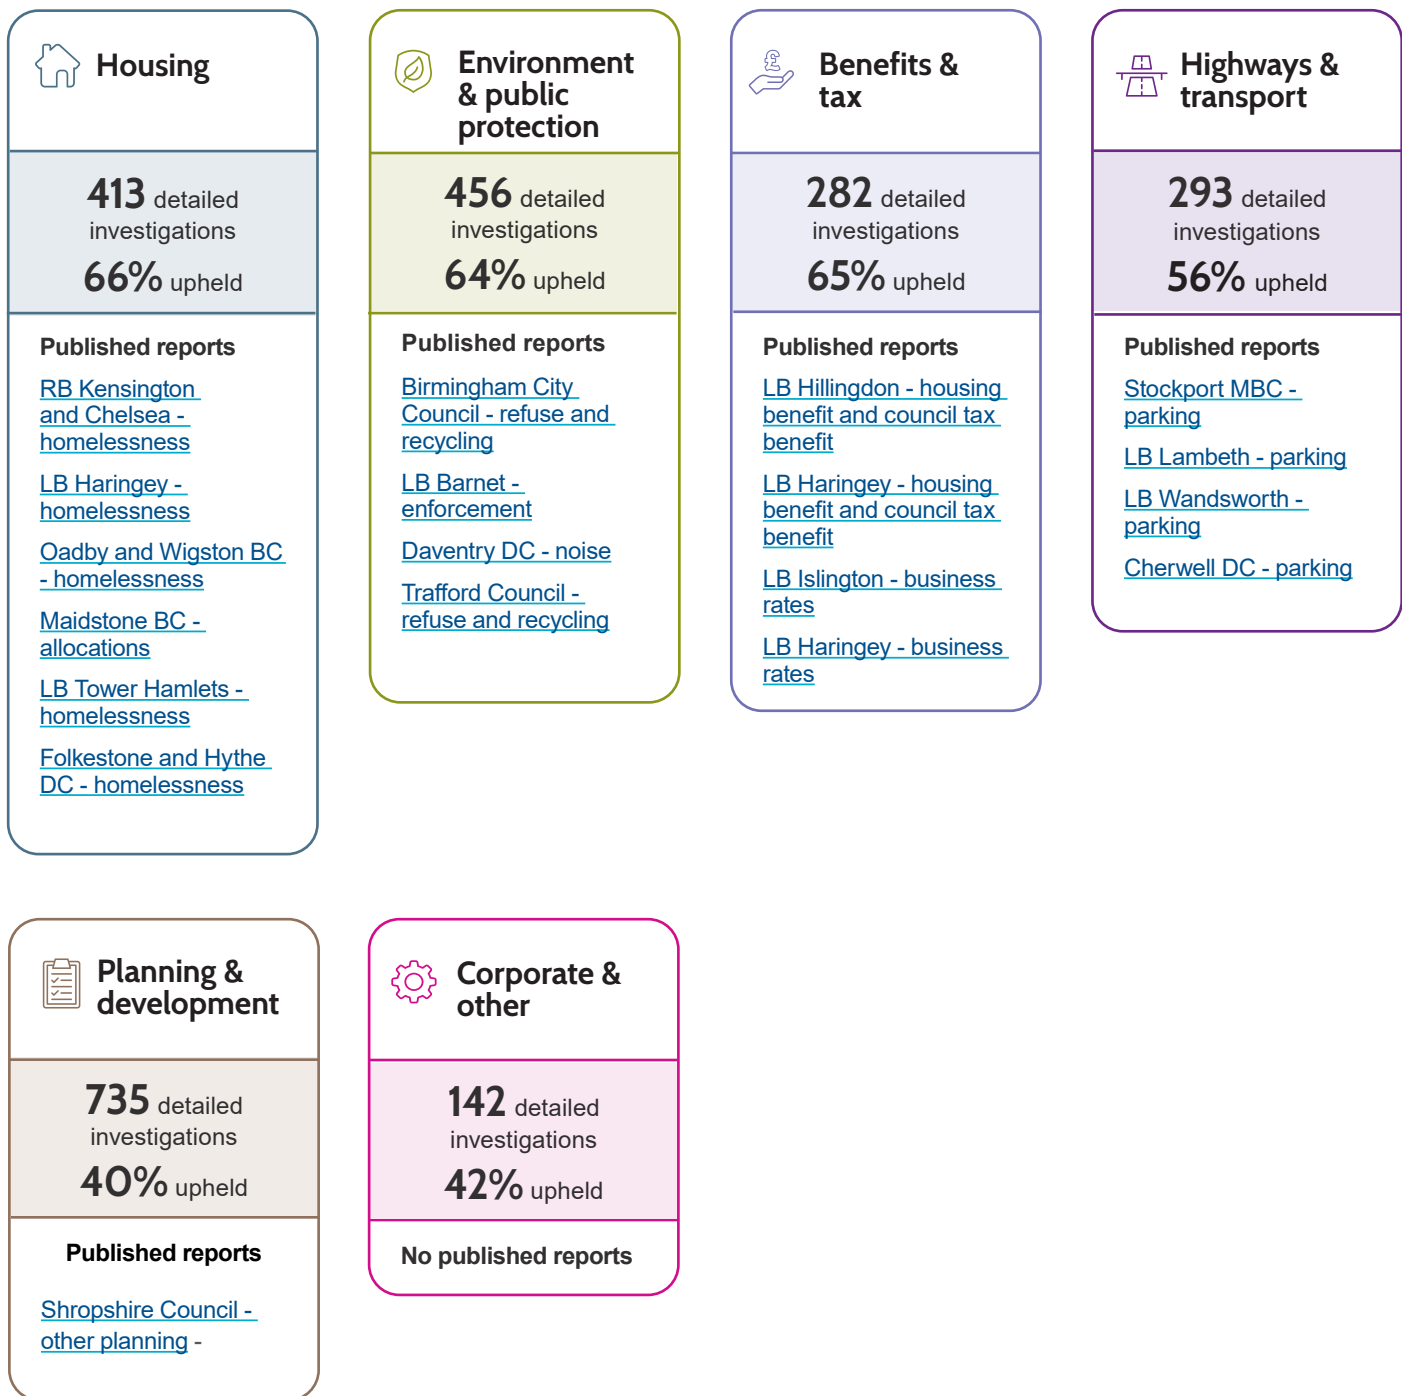 Housing
413 detailed
investigations
66% upheld
Published reports
RB Kensington
and Chelsea -
homelessness
LB Haringey -
homelessness
Oadby and Wigston BC
- homelessness
Maidstone BC -
allocations
LB Tower Hamlets -
homelessness
Folkestone and Hythe
DC - homelessness
Environment
& public
protection
456 detailed
investigations
64% upheld
Published reports
Birmingham City
Council - refuse and
recycling
LB Barnet -
enforcement
Daventry DC - noise
Trafford Council -
refuse and recycling
Benefits &
tax
282 detailed
investigations
65% upheld
Published reports
LB Hillingdon - housing
benefit and council tax
benefit
LB Haringey - housing
benefit and council tax
benefit
LB Islington - business
rates
LB Haringey - business
rates
Highways &
transport
293 detailed
investigations
56% upheld
Published reports
Stockport MBC -
parking
LB Lambeth - parking
LB Wandsworth -
parking
Cherwell DC - parking
Planning &
development
735 detailed
investigations
40% upheld
Published reports
Shropshire Council -
other planning -
Corporate &
other
142 detailed
investigations
42% upheld
No published reports